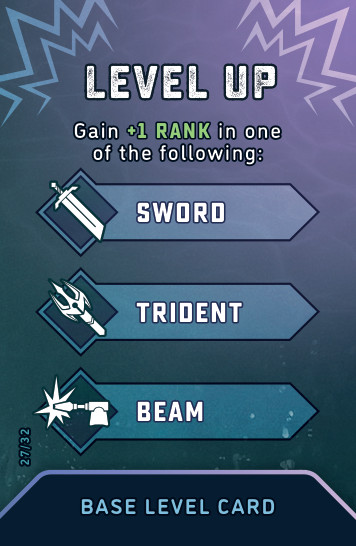 LEVEL UP
Gain +1 RANK in one
of the following:
SWORD
TRIDENT
BEAM
27/32
BASE LEVEL CARD